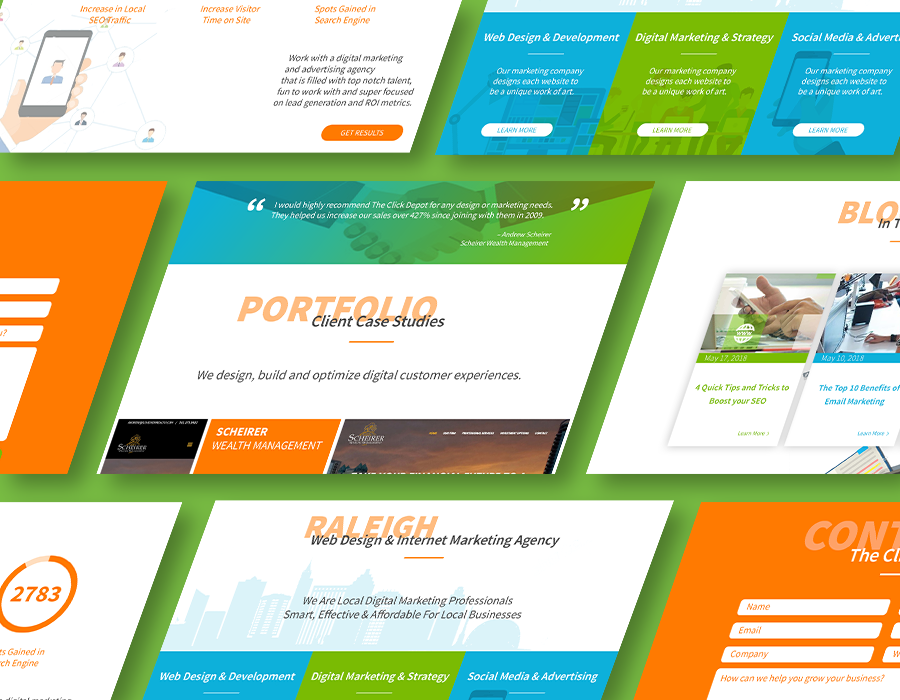 Increase in Local
SEO Traffic
Increase Visitor
Time on Site
Spots Gained in
Search Engine
Work with a digital marketing
and advertising agency
that is filled with top notch talent,
fun to work with and super focused
on lead generation and ROI metrics.
GET RESULTS
Web Design & Development
Our marketing company
designs each website to
be a unique work of art.
LEARN MORE
Digital Marketing & Strategy
Our marketing company
designs each website to
be a unique work of art.
LEARN MORE
Social Media & Adverti
Our marketing company
designs each website to
be a unique work of art.
LEARN MORE
u?
“ I would highly recommend The Click Depot for any design or marketing needs. ”
They helped us increase our sales over 427% since joining with them in 2009.
– Andrew Scheirer
Scheirer Wealth Management
PORTFOLIO
Client Case Studies
We design, build and optimize digital customer experiences.
SCHEIRER
SCHEIRER
WEALTH MANAGEMENT
SCHEIRER
HOME
CONTACT
BLO
In T
May 17, 2018
4 Quick Tips and Tricks to
Boost your SEO
Learn More >
May 10, 2018
The Top 10 Benefits of
Email Marketing
Learn More >
2783
ts Gained in
rch Engine
RALEIGH
Web Design & Internet Marketing Agency
We Are Local Digital Marketing Professionals
Smart, Effective & Affordable For Local Businesses
Web Design & Development
Digital Marketing & Strategy
Social Media & Advertising
CONT
The Cli
Name
Email
Company
W
How can we help you grow your business?